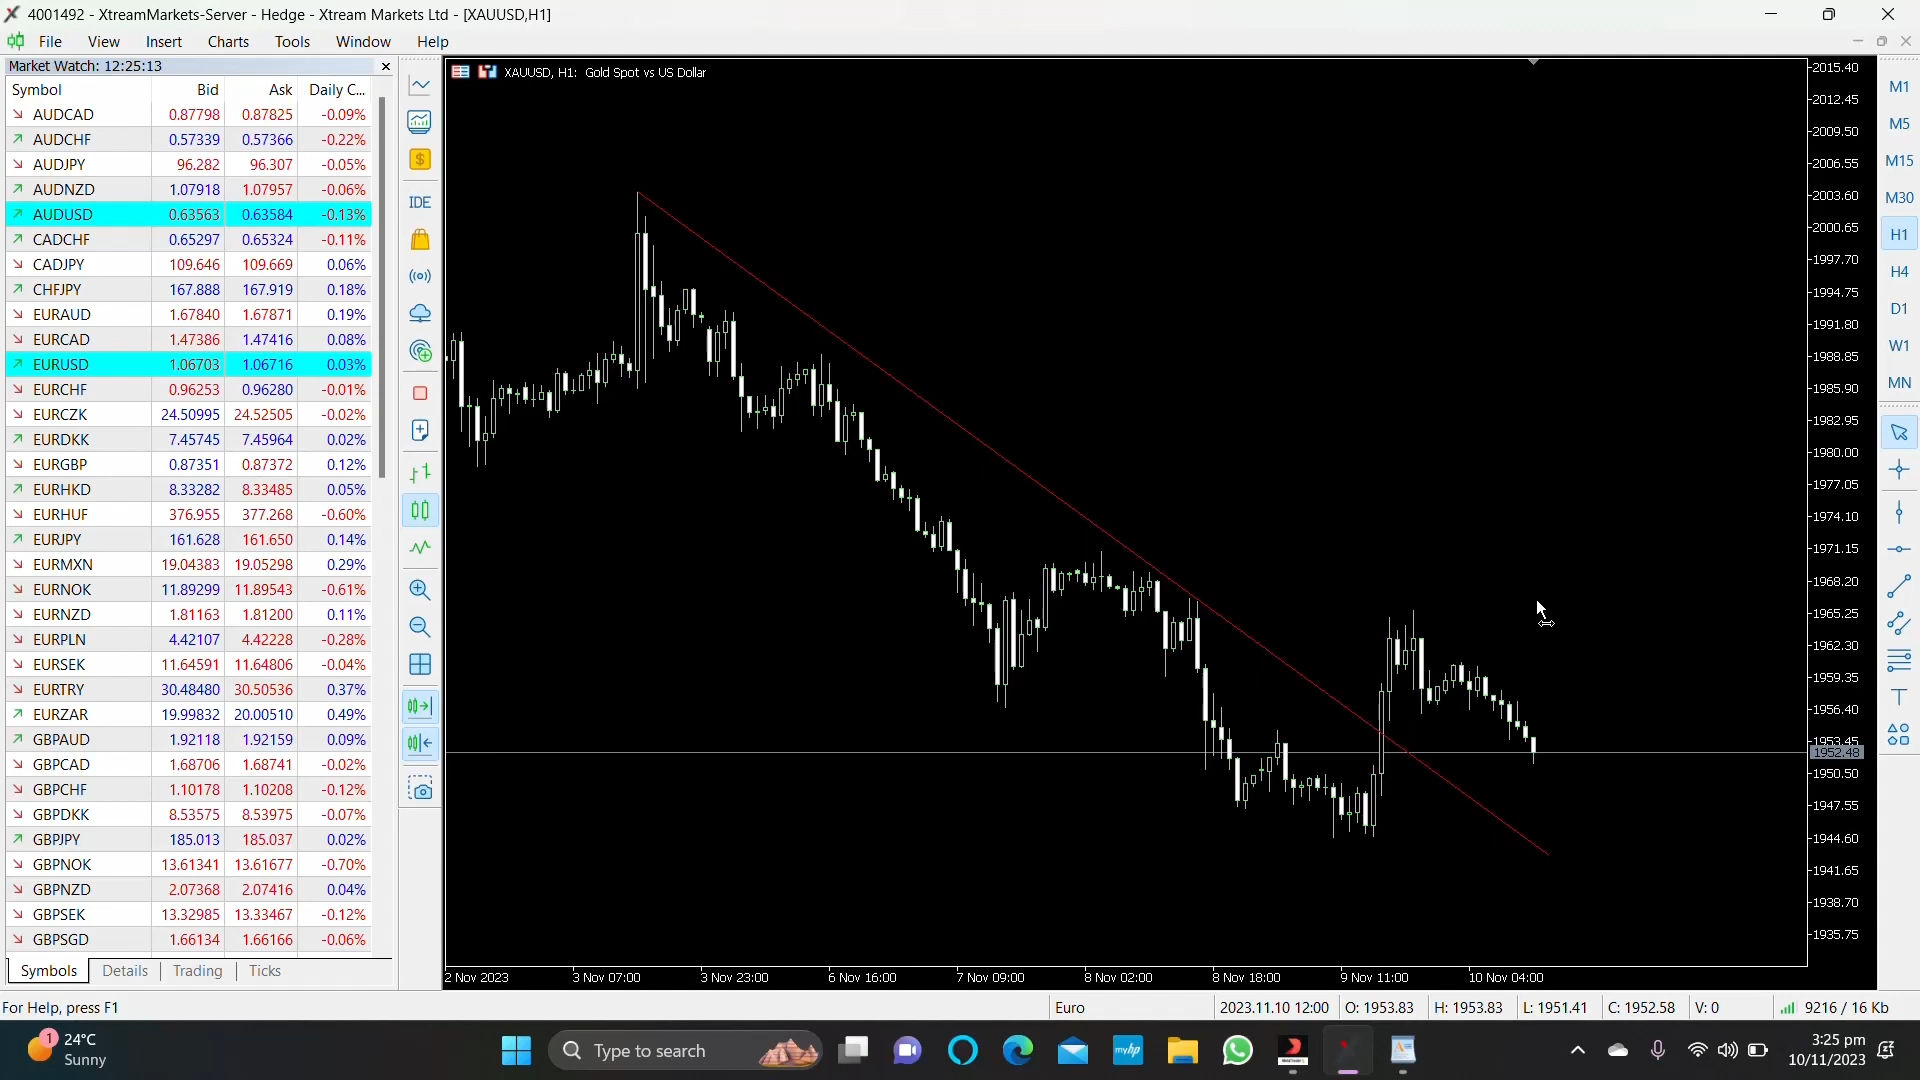 4001492 - XtreamMarkets-Server - Hedge - Xtream Markets Ltd - [XAUUSD,H1]
File View Insert Charts Tools Window Help
Market Watch: 12:25:13
Symbol Bid Ask Daily C...
AUDCAD 0.87798 0.87825 -0.09%
AUDCHF 0.57339 0.57366 -0.22%
AUDJPY 96.282 96.307 -0.05%
AUDNZD 1.07918 1.07957 -0.06%
AUDUSD 0.63563 0.63584 -0.13%
CADCHF 0.65297 0.65324 -0.11%
CADJPY 109.646 109.669 0.06%
CHFJPY 167.888 167.919 0.18%
EURAUD 1.67840 1.67871 0.19%
EURCAD 1.47386 1.47416 0.08%
EURUSD 1.06703 1.06716 0.03%
EURCHF 0.96253 0.96280 -0.01%
EURCZK 24.50995 24.52505 -0.02%
EURDKK 7.45745 7.45964 0.02%
EURGBP 0.87351 0.87372 0.12%
EURHKD 8.33282 8.33485 0.05%
EURHUF 376.955 377.268 -0.60%
EURJPY 161.628 161.650 0.14%
EURMXN 19.04383 19.05298 0.29%
EURNOK 11.89299 11.89543 -0.61%
EURNZD 1.81163 1.81200 0.11%
EURPLN 4.42107 4.42228 -0.28%
EURSEK 11.64591 11.64806 -0.04%
EURTRY 30.48480 30.50536 0.37%
EURZAR 19.99832 20.00510 0.49%
GBPAUD 1.92118 1.92159 0.09%
GBPCAD 1.68706 1.68741 -0.02%
GBPCHF 1.10178 1.10208 -0.12%
GBPDKK 8.53575 8.53975 -0.07%
GBPJPY 185.013 185.037 0.02%
GBPNOK 13.61341 13.61677 -0.70%
GBPNZD 2.07368 2.07416 0.04%
GBPSEK 13.32985 13.33467 -0.12%
GBPSGD 1.66134 1.66166 -0.06%
Symbols Details Trading Ticks
IDE
XAUUSD, H1: Gold Spot vs US Dollar
2015.40
2012.45
2009.50
2006.55
2003.60
2000.65
1997.70
1994.75
1991.80
1988.85
1985.90
1982.95
1980.00
1977.05
1974.10
1971.15
1968.20
1965.25
1962.30
1959.35
1956.40
1953.45
1952.48
1950.50
1947.55
1944.60
1941.65
1938.70
1935.75
2 Nov 2023 3 Nov 07:00 3 Nov 23:00 6 Nov 16:00 7 Nov 09:00 8 Nov 02:00 8 Nov 18:00 9 Nov 11:00 10 Nov 04:00
M1
M5
M15
M30
H1
H4
D1
W1
MN
For Help, press F1 Euro 2023.11.10 12:00 O: 1953.83 H: 1953.83 L: 1951.41 C: 1952.58 V: 0 9216 / 16 Kb
1
24°C
Sunny
Type to search
myhp
3:25 pm
10/11/2023